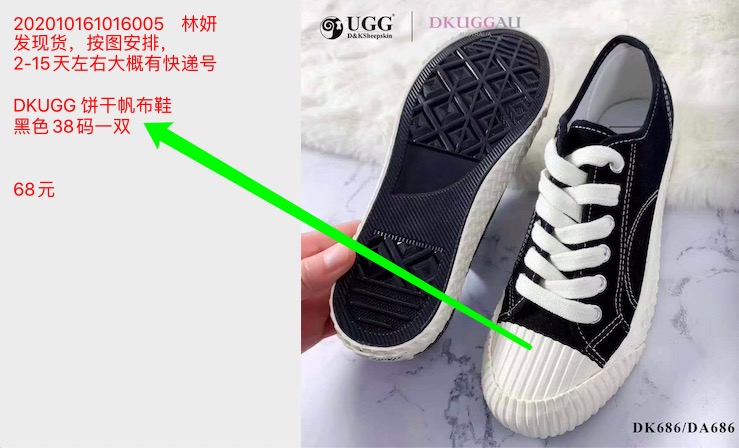 202010161016005 林妍
发现货，按图安排，
2-15天左右大概有快递号
DKUGG 饼干帆布鞋
黑色38码一双
68元
UGG®
D&KSheepskin
DKUGGAU
AUSTRALIA
DK686/DA686